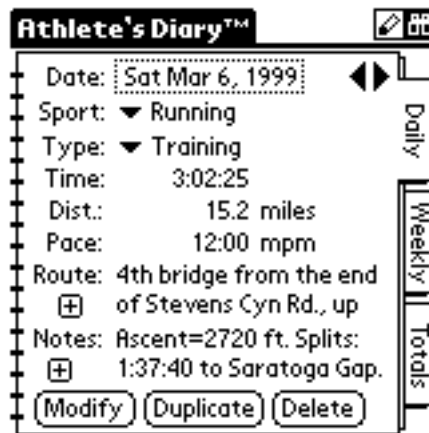 Athlete's Diary™
Date: Sat Mar 6, 1999
Sport: Running
Type: Training
Time: 3:02:25
Dist.: 15.2 miles
Pace: 12:00 mpm
Route: 4th bridge from the end
of Stevens Cyn Rd., up
Notes: Ascent=2720 ft. Splits:
1:37:40 to Saratoga Gap.
Modify Duplicate Delete
Daily
Weekly
Totals